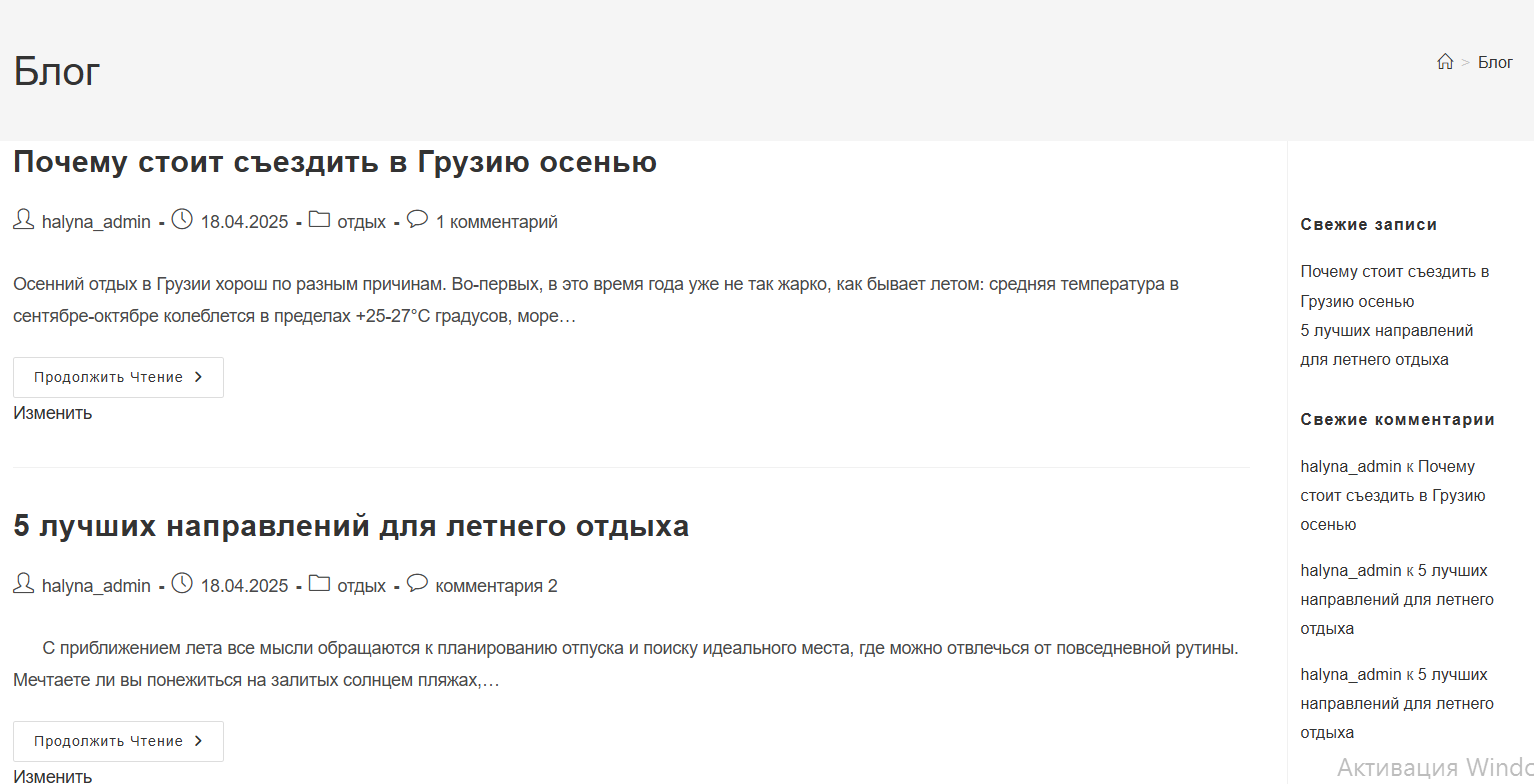 Блог
> Блог
Почему стоит съездить в Грузию осенью
halyna_admin - 18.04.2025 - отдых - 1 комментарий
Осенний отдых в Грузии хорош по разным причинам. Во-первых, в это время года уже не так жарко, как бывает летом: средняя температура в
сентябре-октябре колеблется в пределах +25-27°С градусов, море…
Продолжить Чтение
Изменить
5 лучших направлений для летнего отдыха
halyna_admin - 18.04.2025 - отдых - комментария 2
С приближением лета все мысли обращаются к планированию отпуска и поиску идеального места, где можно отвлечься от повседневной рутины.
Мечтаете ли вы понежиться на залитых солнцем пляжах,…
Продолжить Чтение
Изменить
Свежие записи
Почему стоит съездить в
Грузию осенью
5 лучших направлений
для летнего отдыха
Свежие комментарии
halyna_admin к Почему
стоит съездить в Грузию
осенью
halyna_admin к 5 лучших
направлений для летнего
отдыха
halyna_admin к 5 лучших
направлений для летнего
отдыха
Активация Windo